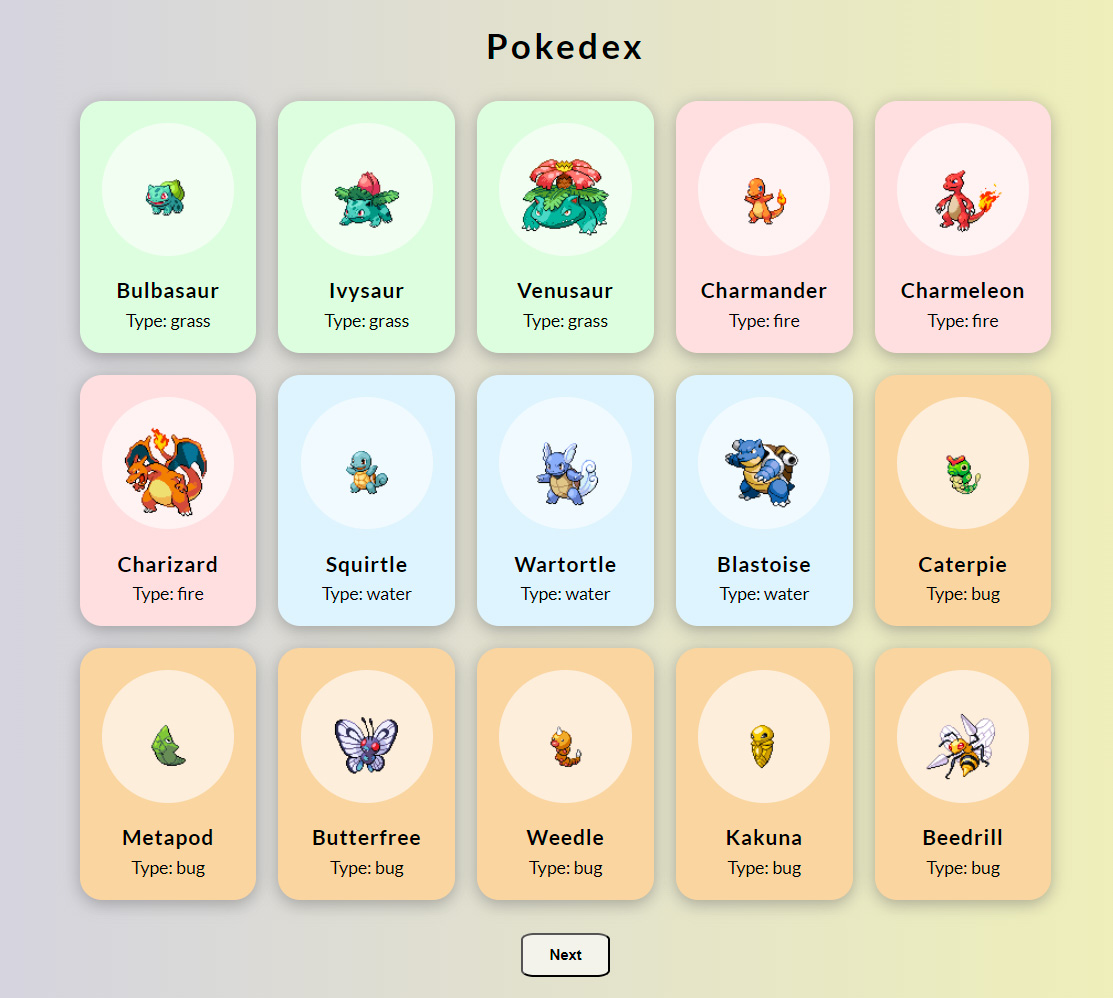 Pokedex
Bulbasaur
Type: grass
Ivysaur
Type: grass
Venusaur
Type: grass
Charmander
Type: fire
Charmeleon
Type: fire
Charizard
Type: fire
Squirtle
Type: water
Wartortle
Type: water
Blastoise
Type: water
Caterpie
Type: bug
Metapod
Type: bug
Butterfree
Type: bug
Weedle
Type: bug
Kakuna
Type: bug
Beedrill
Type: bug
Next